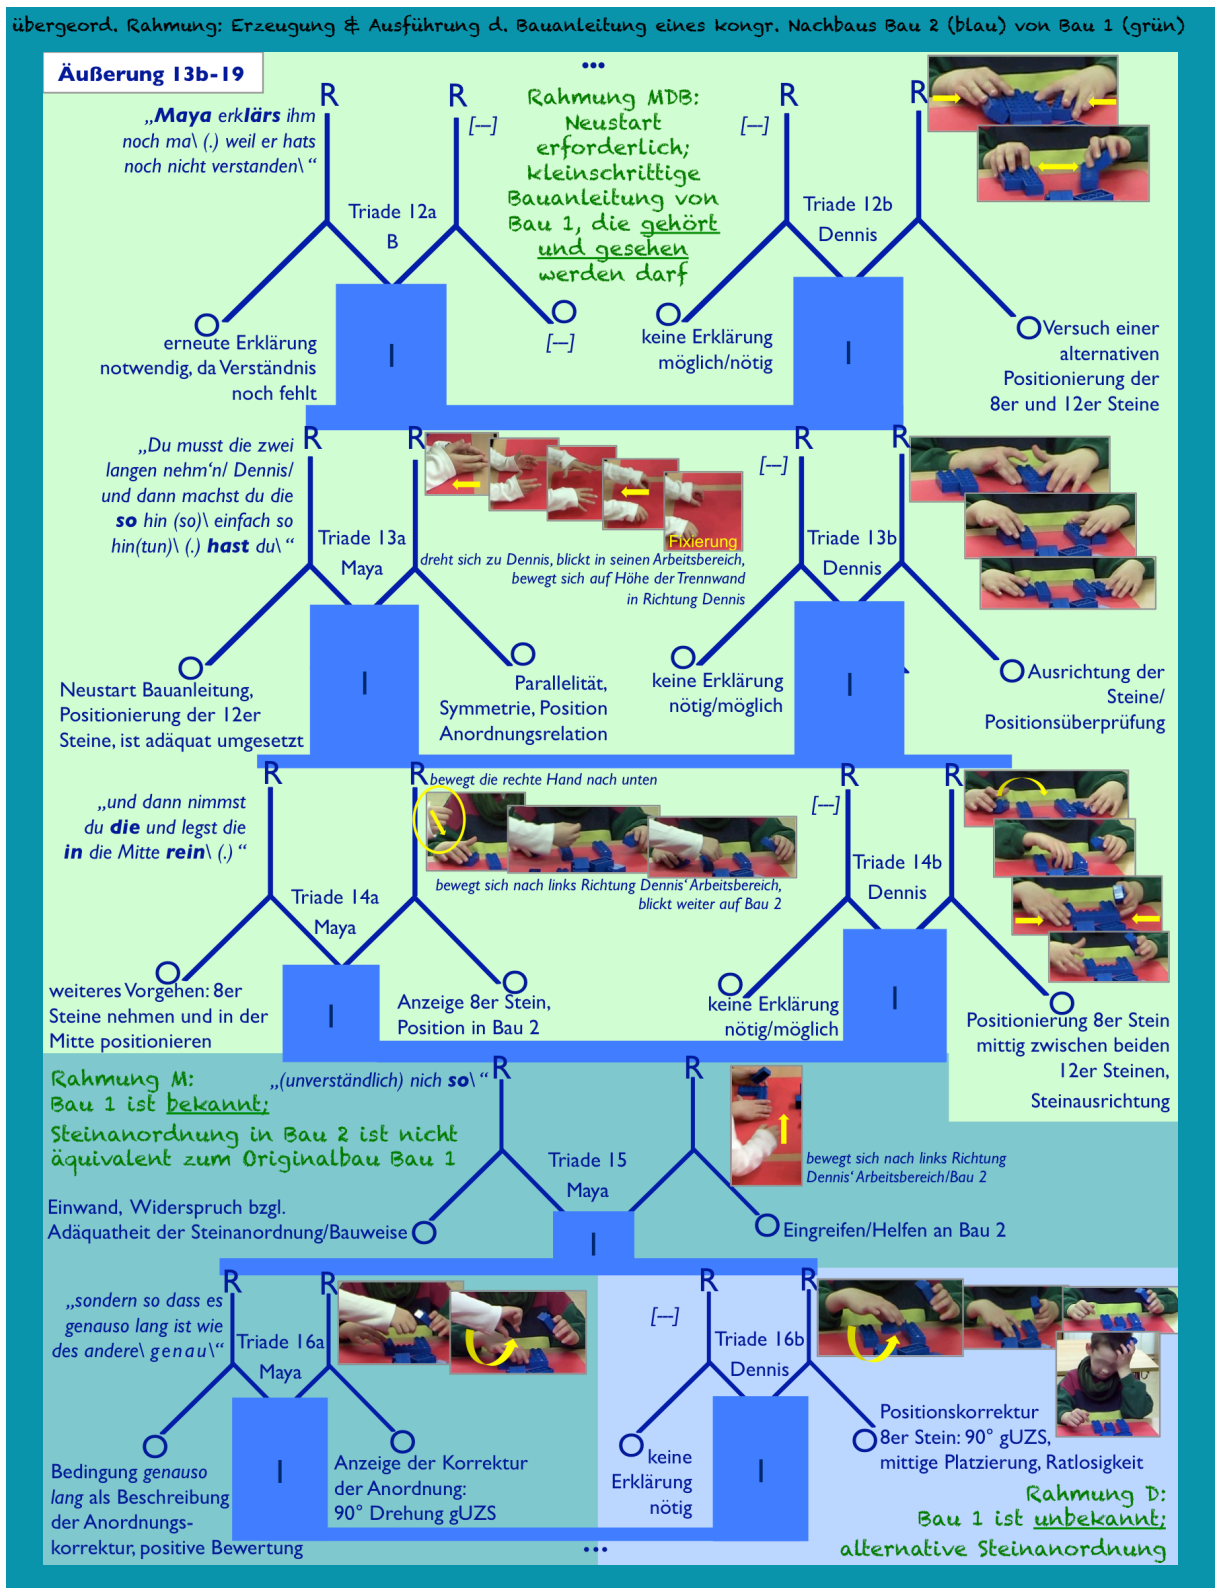 übergeord. Rahmung: Erzeugung & Ausführung d. Bauanleitung eines kongr. Nachbaus Bau 2 (blau) von Bau 1 (grün)
Äußerung 13b-19
...
R
R
R
R
„Maya erklärs ihm
noch ma\ (.) weil er hats
noch nicht verstanden\ “
[---]
Rahmung MDB:
Neustart
erforderlich;
kleinschrittige
Bauanleitung von
Bau 1, die gehört
und gesehen
werden darf
[---]
Triade 12a
B
Triade 12b
Dennis
I
I
erneute Erklärung
notwendig, da Verständnis
noch fehlt
[---]
keine Erklärung
möglich/nötig
Versuch einer
alternativen
Positionierung der
8er und 12er Steine
R
R
R
R
„Du musst die zwei
langen nehm‘n/ Dennis/
und dann machst du die
so hin (so)\ einfach so
hin(tun)\ (.) hast du\ “
Fixierung
[---]
Triade 13a
Maya
dreht sich zu Dennis, blickt in seinen Arbeitsbereich,
bewegt sich auf Höhe der Trennwand
in Richtung Dennis
Triade 13b
Dennis
I
I
Neustart Bauanleitung,
Positionierung der 12er
Steine, ist adäquat umgesetzt
Parallelität,
Symmetrie, Position
Anordnungsrelation
keine Erklärung
nötig/möglich
Ausrichtung der
Steine/
Positionsüberprüfung
R
R
R
R
„und dann nimmst
du die und legst die
in die Mitte rein\ (.) “
bewegt die rechte Hand nach unten
[---]
bewegt sich nach links Richtung Dennis‘ Arbeitsbereich,
blickt weiter auf Bau 2
Triade 14a
Maya
Triade 14b
Dennis
I
I
weiteres Vorgehen: 8er
Steine nehmen und in der
Mitte positionieren
Anzeige 8er Stein,
Position in Bau 2
keine Erklärung
nötig/möglich
Positionierung 8er Stein
mittig zwischen beiden
12er Steinen,
Steinausrichtung
Rahmung M:
Bau 1 ist bekannt;
Steinanordnung in Bau 2 ist nicht
äquivalent zum Originalbau Bau 1
R
R
„(unverständlich) nich so\ “
Triade 15
Maya
bewegt sich nach links Richtung
Dennis‘ Arbeitsbereich/Bau 2
Einwand, Widerspruch bzgl.
Adäquatheit der Steinanordnung/Bauweise
I
Eingreifen/Helfen an Bau 2
R
R
R
R
„sondern so dass es
genauso lang ist wie
des andere\ g e n a u \“
[---]
Triade 16a
Maya
Triade 16b
Dennis
I
I
Bedingung genauso
lang als Beschreibung
der Anordnungs-
korrektur, positive Bewertung
Anzeige der Korrektur
der Anordnung:
90° Drehung gUZS
keine
Erklärung
nötig
Positionskorrektur
8er Stein: 90° gUZS,
mittige Platzierung, Ratlosigkeit
Rahmung D:
Bau 1 ist unbekannt;
alternative Steinanordnung
...